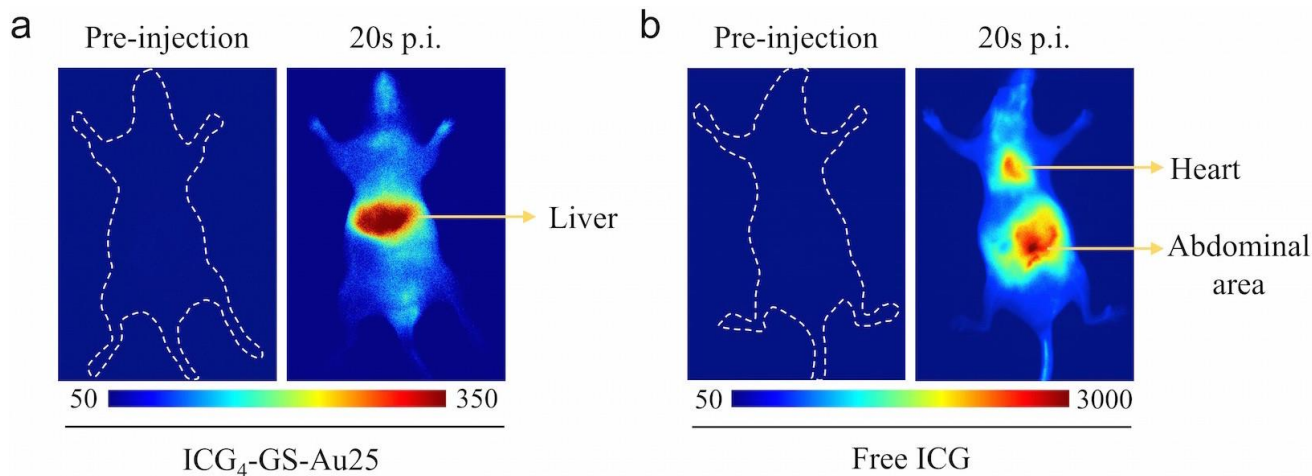 a
Pre-injection
20s p.i.
Liver
50
350
ICG₄-GS-Au25
b
Pre-injection
20s p.i.
Heart
Abdominal
area
50
3000
Free ICG